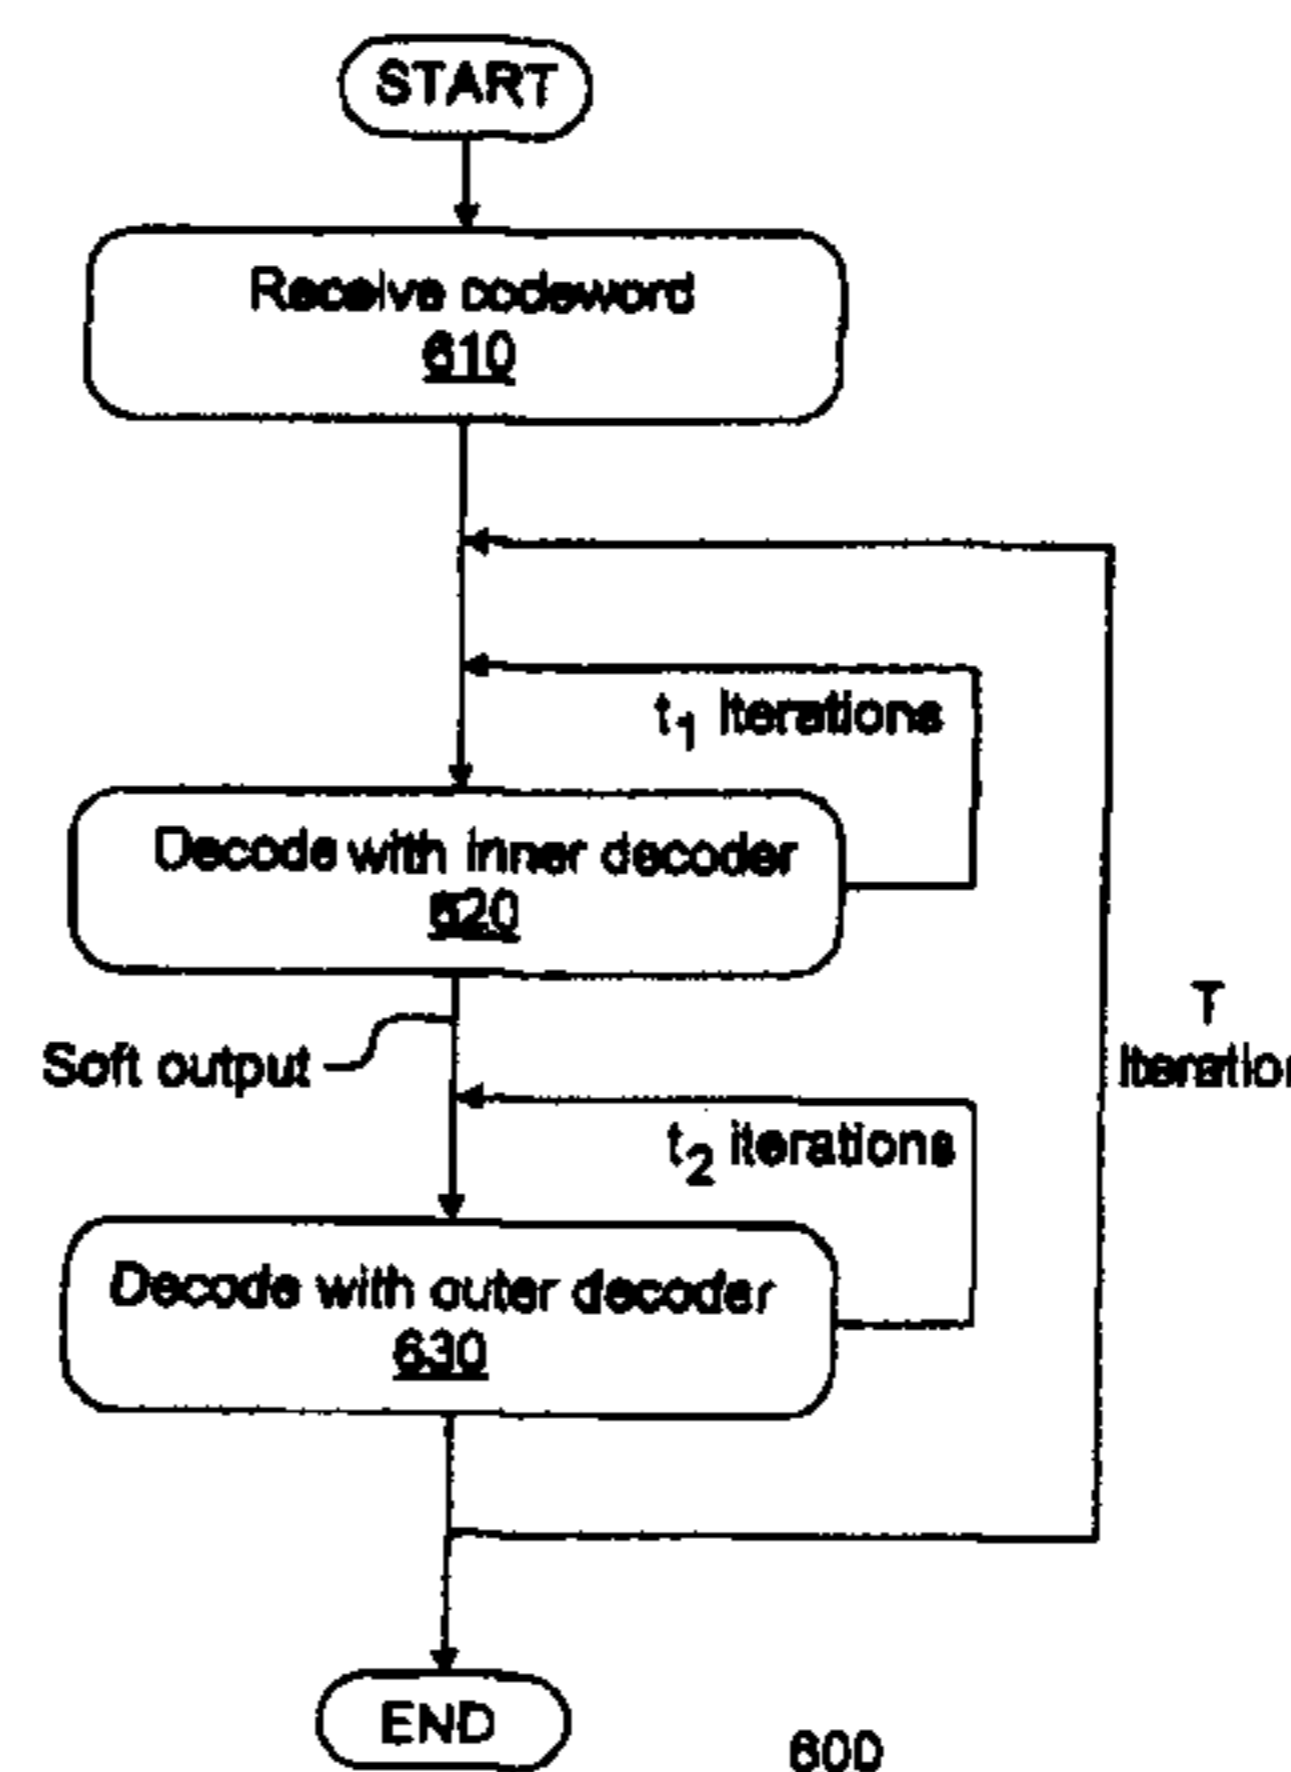 START
Receive codeword
610
t1 iterations
Decode with inner decoder
620
Soft output
T
Iteration
t2 iterations
Decode with outer decoder
630
END
600